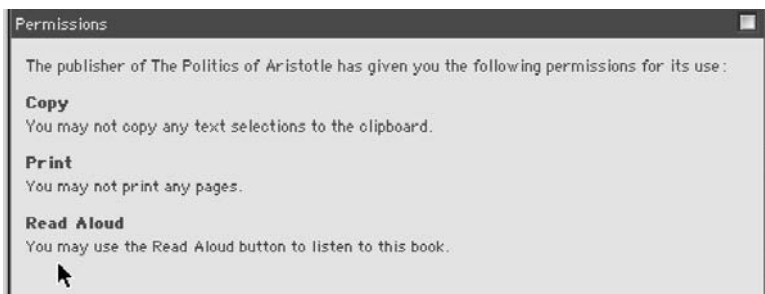 Permissions
The publisher of The Politics of Aristotle has given you the following permissions for its use:
Copy
You may not copy any text selections to the clipboard.
Print
You may not print any pages.
Read Aloud
You may use the Read Aloud button to listen to this book.